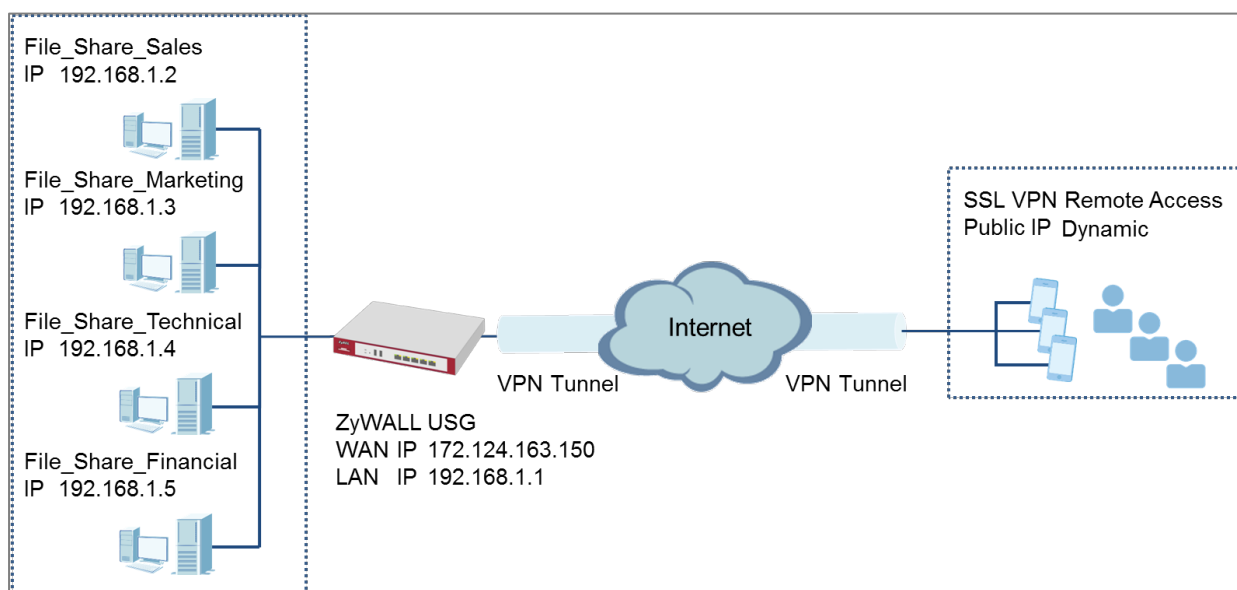 File_Share_Sales
IP 192.168.1.2
File_Share_Marketing
IP 192.168.1.3
File_Share_Technical
IP 192.168.1.4
File_Share_Financial
IP 192.168.1.5
ZyWALL USG
WAN IP 172.124.163.150
LAN IP 192.168.1.1
VPN Tunnel
Internet
VPN Tunnel
SSL VPN Remote Access
Public IP Dynamic